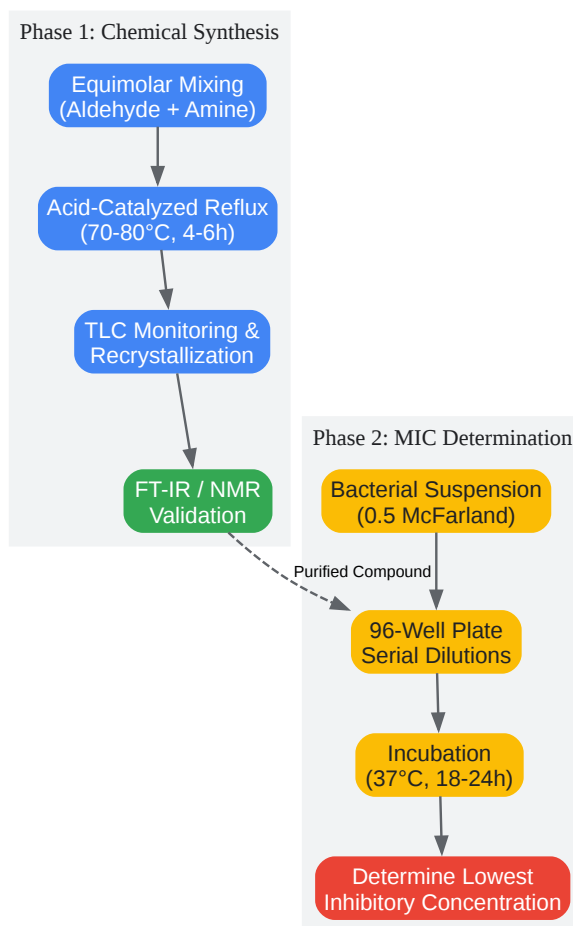 Phase 1: Chemical Synthesis
Equimolar Mixing
(Aldehyde + Amine)
Acid-Catalyzed Reflux
(70-80°C, 4-6h)
TLC Monitoring &
Recrystallization
FT-IR / NMR
Validation
Purified Compound
Phase 2: MIC Determination
Bacterial Suspension
(0.5 McFarland)
96-Well Plate
Serial Dilutions
Incubation
(37°C, 18-24h)
Determine Lowest
Inhibitory Concentration